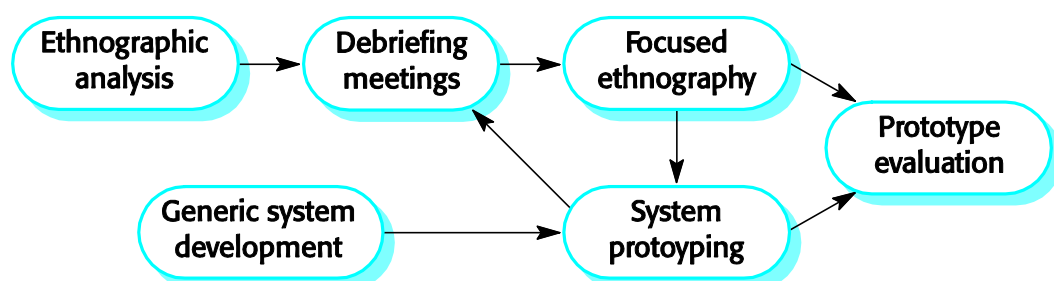 Ethnographic
analysis
Debriefing
meetings
Focused
ethnography
Prototype
evaluation
Generic system
development
System
protoyping